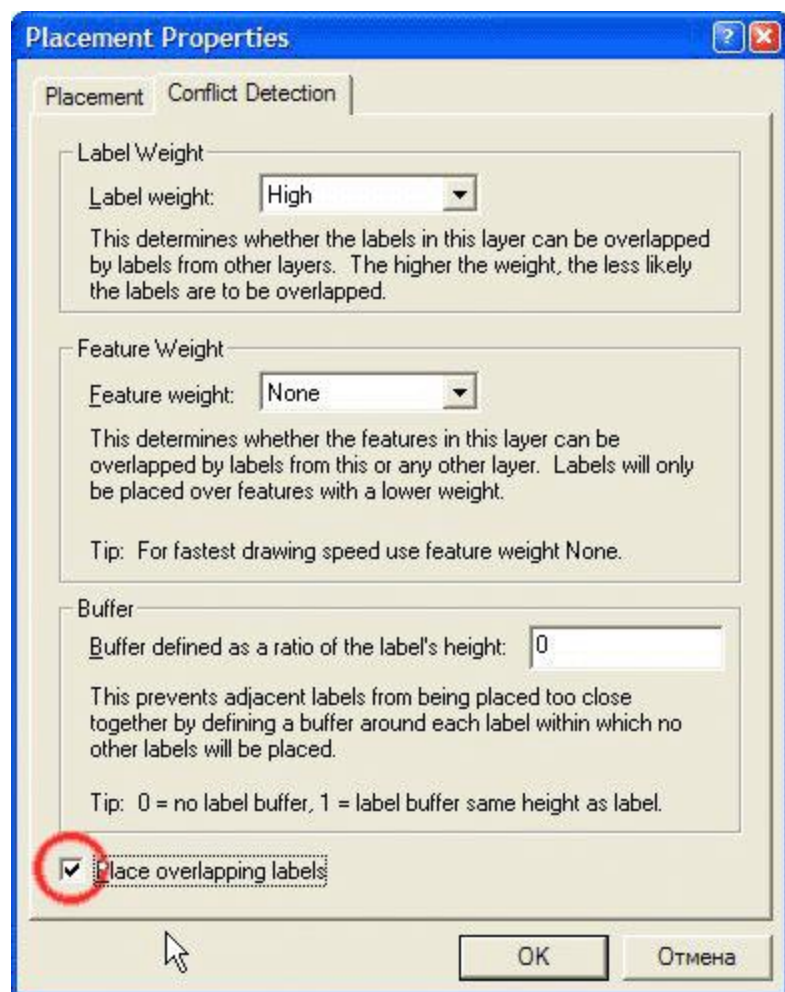 Placement Properties
Placement
Conflict Detection
Label Weight
Label weight:
High
This determines whether the labels in this layer can be overlapped
by labels from other layers. The higher the weight, the less likely
the labels are to be overlapped.
Feature Weight
Feature weight:
None
This determines whether the features in this layer can be
overlapped by labels from this or any other layer. Labels will only
be placed over features with a lower weight.
Tip: For fastest drawing speed use feature weight None.
Buffer
Buffer defined as a ratio of the label's height:
0
This prevents adjacent labels from being placed too close
together by defining a buffer around each label within which no
other labels will be placed.
Tip: 0 = no label buffer, 1 = label buffer same height as label.
Place overlapping labels
OK
Отмена